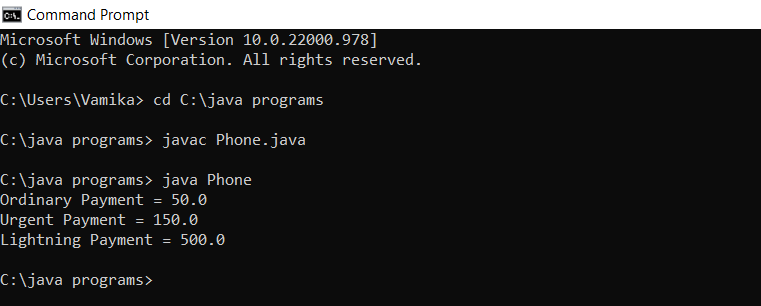 Command Prompt
Microsoft Windows [Version 10.0.22000.978]
(c) Microsoft Corporation. All rights reserved.
C:\Users\Vamika> cd C:\java programs
C:\java programs> javac Phone.java
C:\java programs> java Phone
Ordinary Payment = 50.0
Urgent Payment = 150.0
Lightning Payment = 500.0
C:\java programs>